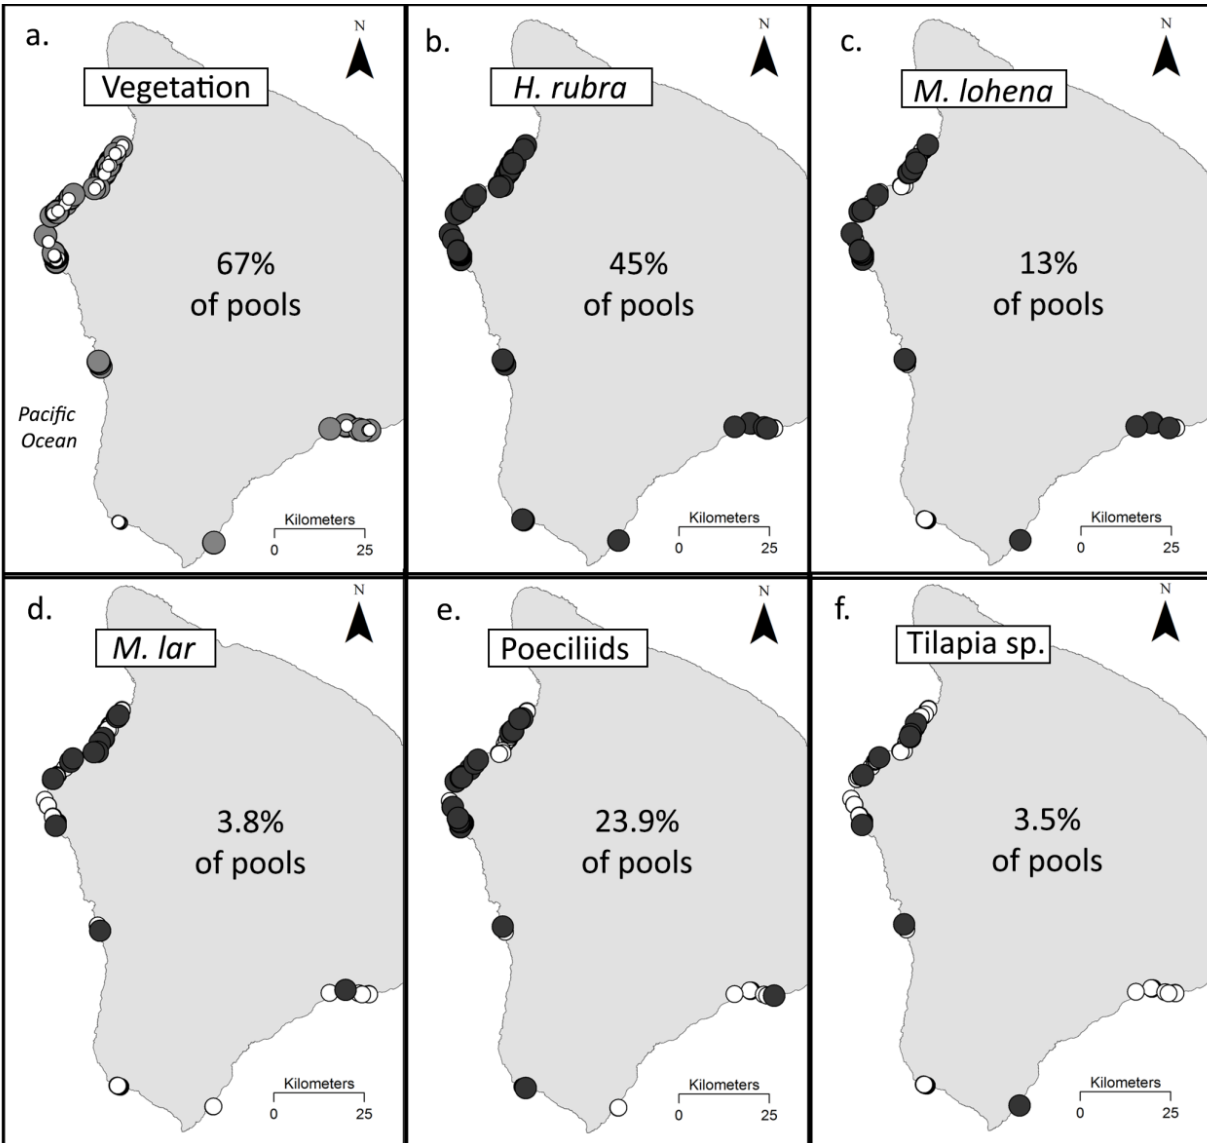 a.
N
Vegetation
67%
of pools
Pacific
Ocean
Kilometers
0 25
b.
N
H. rubra
45%
of pools
Kilometers
0 25
c.
N
M. lohena
13%
of pools
Kilometers
0 25
d.
N
M. lar
3.8%
of pools
Kilometers
0 25
e.
N
Poeciliids
23.9%
of pools
Kilometers
0 25
f.
N
Tilapia sp.
3.5%
of pools
Kilometers
0 25